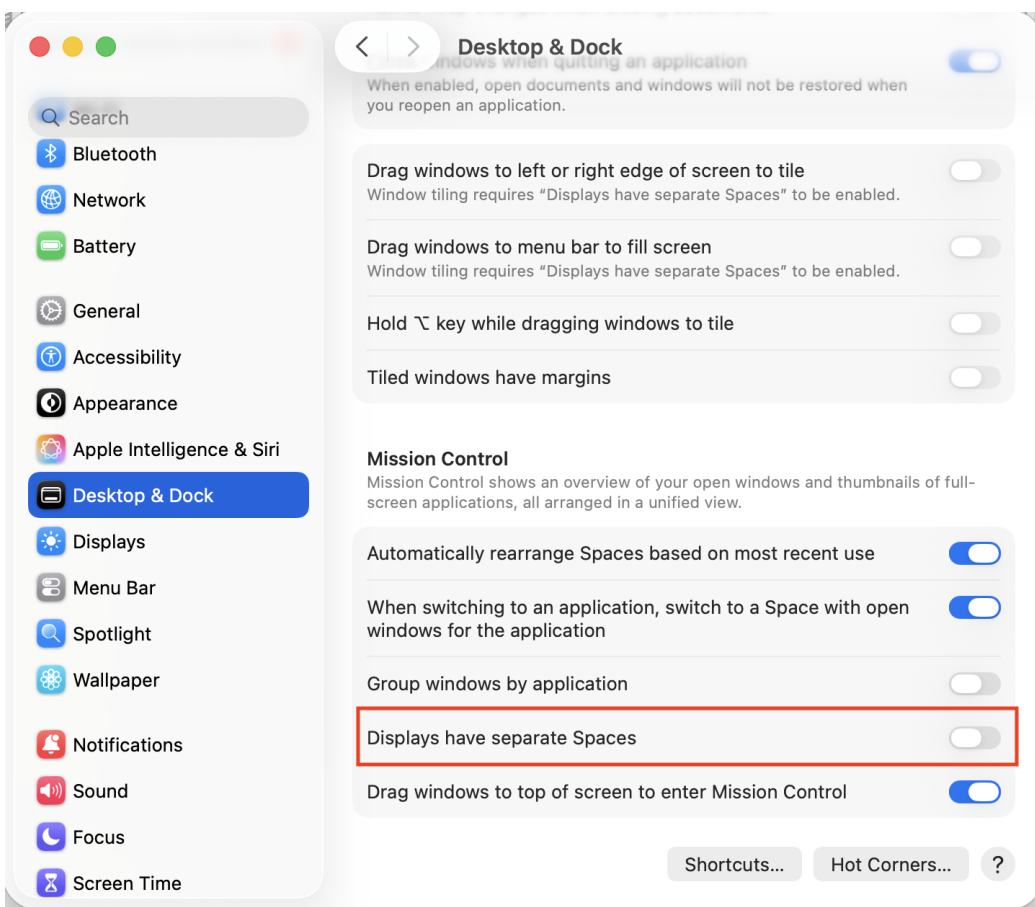 Desktop & Dock
Search
Bluetooth
Network
Battery
General
Accessibility
Appearance
Apple Intelligence & Siri
Desktop & Dock
Displays
Menu Bar
Spotlight
Wallpaper
Notifications
Sound
Focus
Screen Time
windows when quitting an application
When enabled, open documents and windows will not be restored when
you reopen an application.
Drag windows to left or right edge of screen to tile
Window tiling requires “Displays have separate Spaces” to be enabled.
Drag windows to menu bar to fill screen
Window tiling requires “Displays have separate Spaces” to be enabled.
Hold ⌥ key while dragging windows to tile
Tiled windows have margins
Mission Control
Mission Control shows an overview of your open windows and thumbnails of full-
screen applications, all arranged in a unified view.
Automatically rearrange Spaces based on most recent use
When switching to an application, switch to a Space with open
windows for the application
Group windows by application
Displays have separate Spaces
Drag windows to top of screen to enter Mission Control
Shortcuts...
Hot Corners...
?